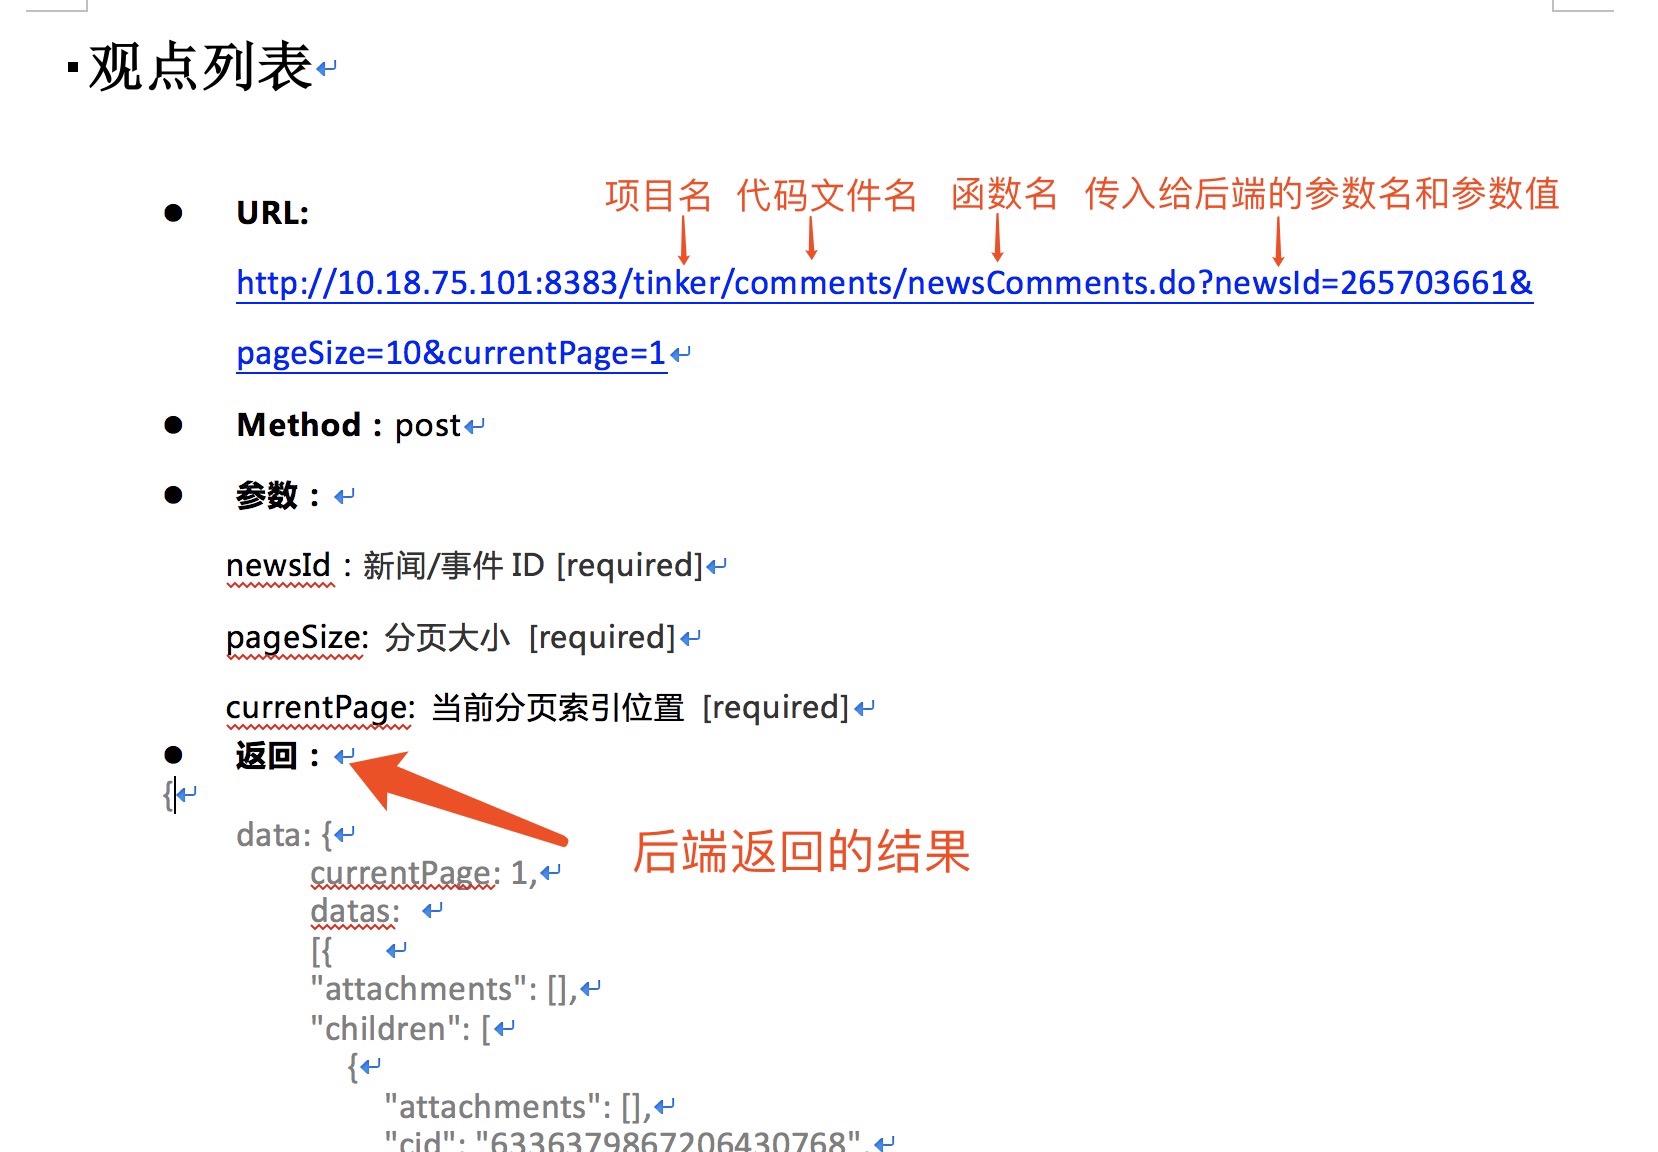 ▪观点列表
● URL:
项目名 代码文件名 函数名 传入给后端的参数名和参数值
http://10.18.75.101:8383/tinker/comments/newsComments.do?newsId=265703661&
pageSize=10&currentPage=1
● Method：post
● 参数：
newsId：新闻/事件 ID [required]
pageSize: 分页大小 [required]
currentPage: 当前分页索引位置 [required]
● 返回：
{
data: {
后端返回的结果
currentPage: 1,
datas:
[{
"attachments": [],
"children": [
{
"attachments": [],
"cid": "6336379867206430768",